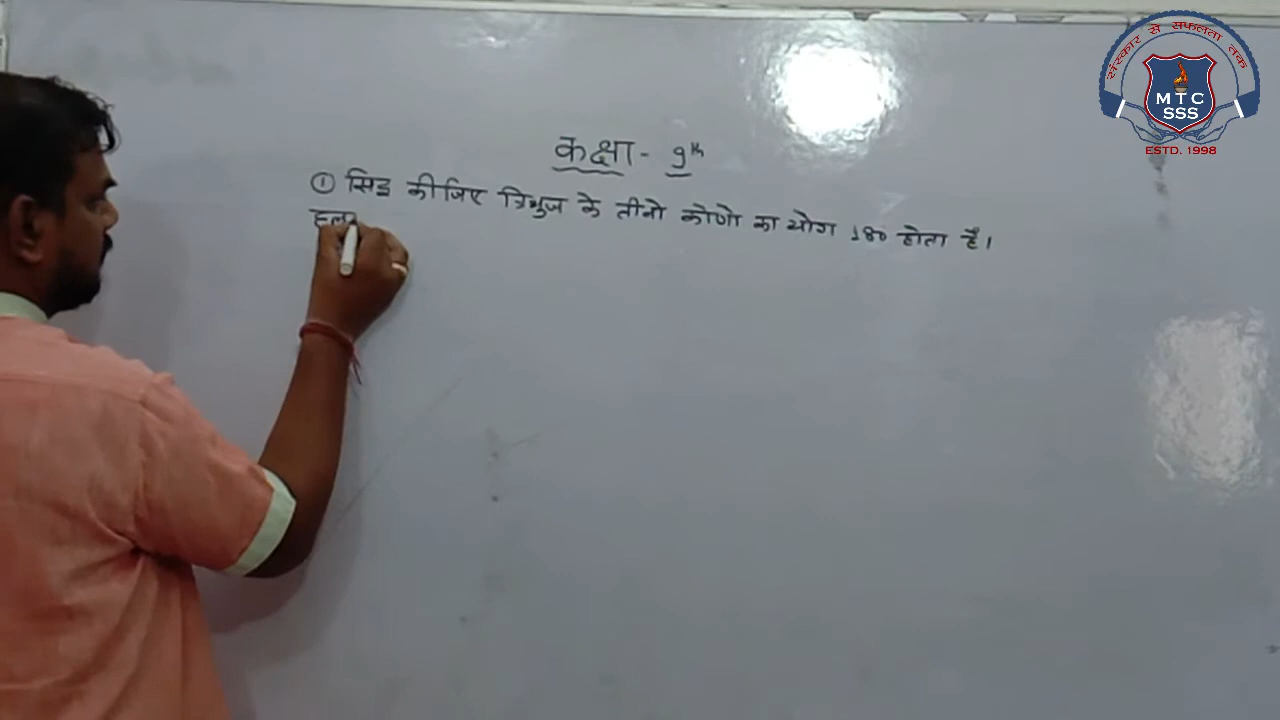 संस्कार से सफलता तक
MTC
SSS
ESTD. 1998
कक्षा - 9th
① सिद्ध कीजिए त्रिभुज के तीनो कोणो का योग 180 होता है।
हल